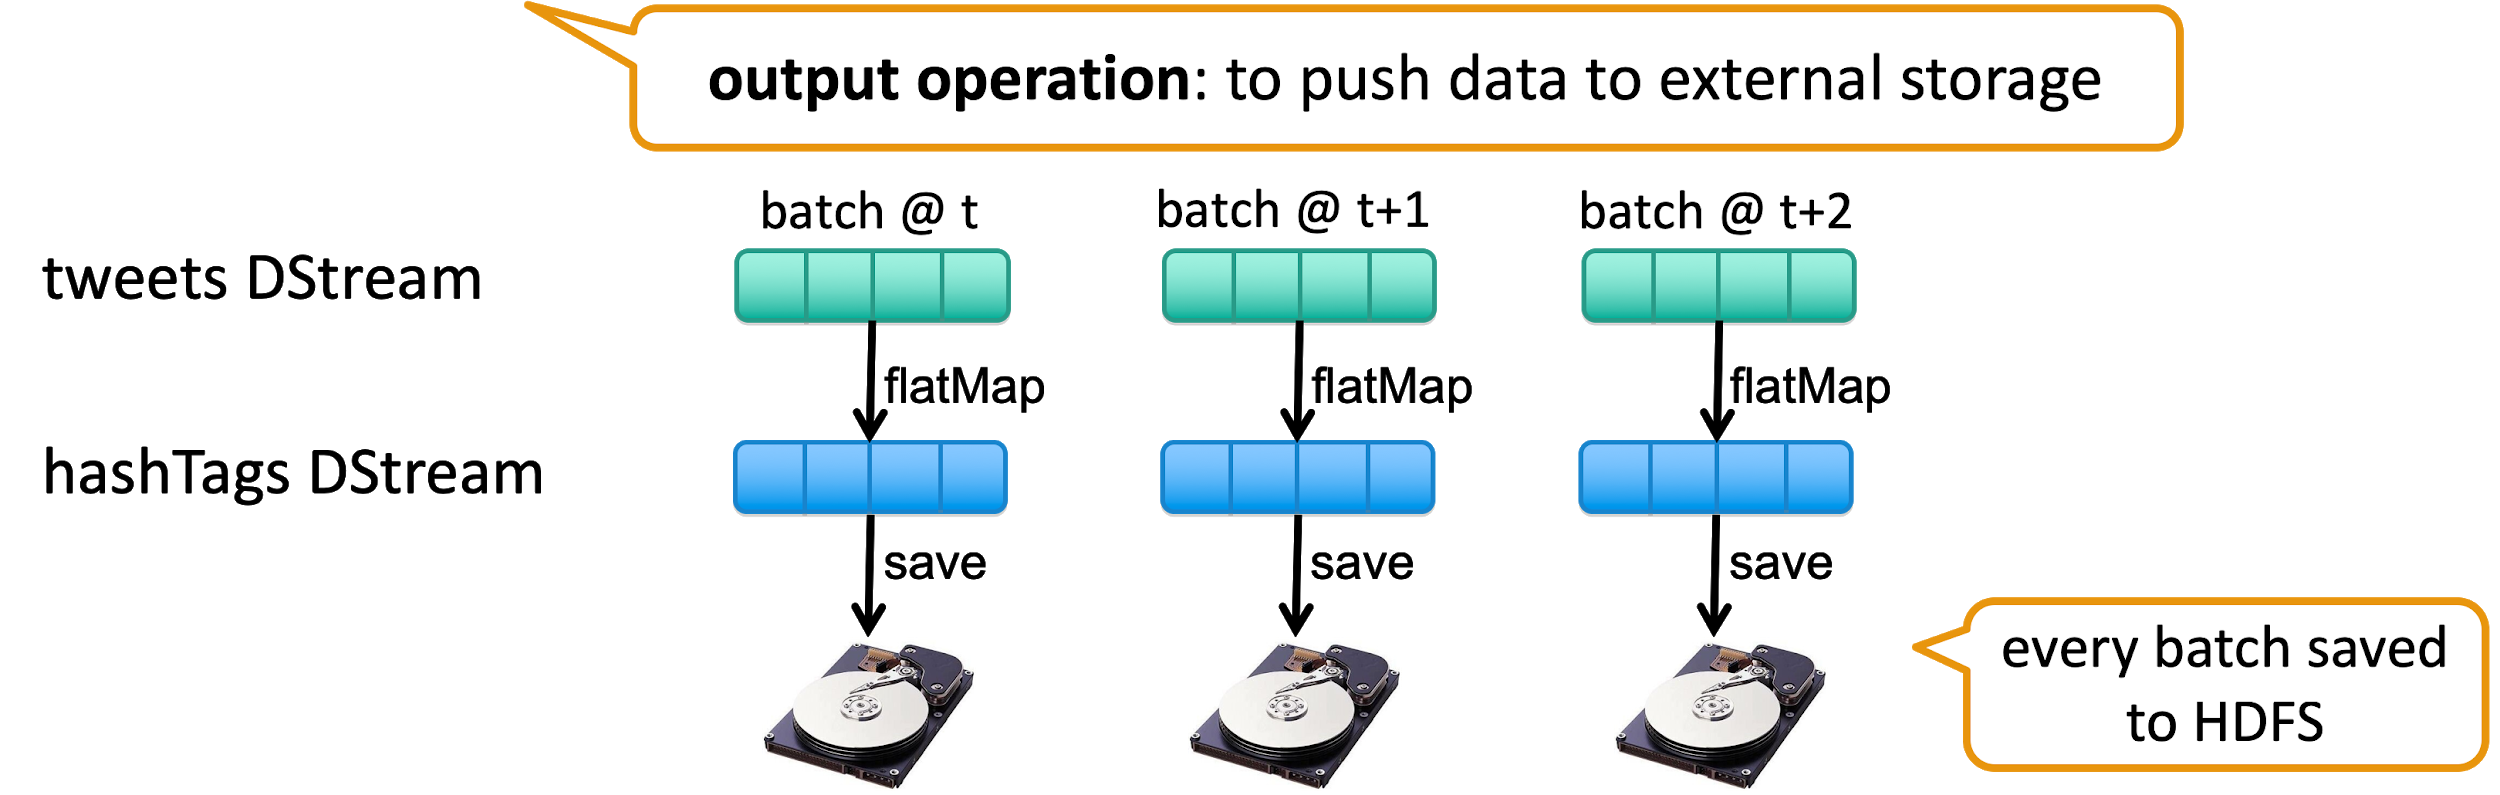 output operation: to push data to external storage
batch @ t
batch @ t+1
batch @ t+2
tweets DStream
flatMap
flatMap
flatMap
hashTags DStream
save
save
save
every batch saved
to HDFS